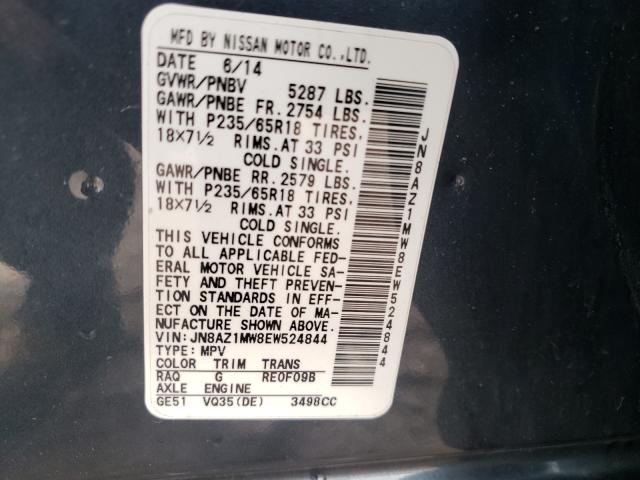 MFD BY NISSAN MOTOR CO.,LTD.
DATE 6/14
GVWR/PNBV 5287 LBS.
GAWR/PNBE FR. 2754 LBS.
WITH P235/65R18 TIRES,
18X7½ RIMS.AT 33 PSI
COLD SINGLE.
GAWR/PNBE RR. 2579 LBS.
WITH P235/65R18 TIRES,
18X7½ RIMS.AT 33 PSI
COLD SINGLE.
THIS VEHICLE CONFORMS
TO ALL APPLICABLE FED-
ERAL MOTOR VEHICLE SA-
FETY AND THEFT PREVEN-
TION STANDARDS IN EFF-
ECT ON THE DATE OF MA-
NUFACTURE SHOWN ABOVE.
VIN:JN8AZ1MW8EW524844
TYPE: MPV
COLOR TRIM TRANS
RAQ G RE0F09B
AXLE ENGINE
GE51 VQ35(DE) 3498CC
JN8AZ1MW8EW524844